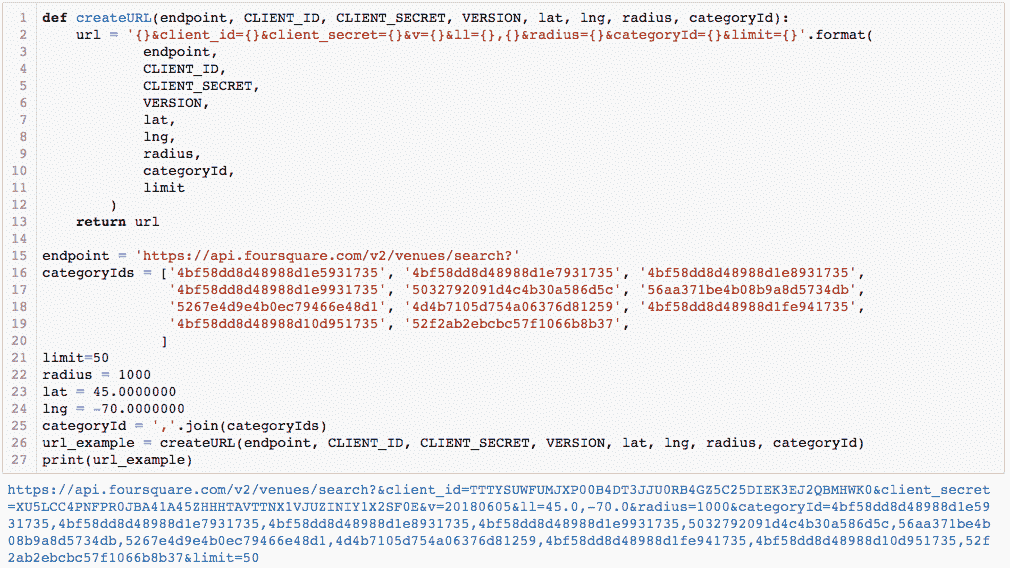 1 def createURL(endpoint, CLIENT_ID, CLIENT_SECRET, VERSION, lat, lng, radius, categoryId):
2     url = '{}&client_id={}&client_secret={}&v={}&ll={},{}&radius={}&categoryId={}&limit={}'.format(
3             endpoint,
4             CLIENT_ID,
5             CLIENT_SECRET,
6             VERSION,
7             lat,
8             lng,
9             radius,
10             categoryId,
11             limit
12         )
13     return url
14
15 endpoint = 'https://api.foursquare.com/v2/venues/search?'
16 categoryIds = ['4bf58dd8d48988d1e5931735', '4bf58dd8d48988d1e7931735', '4bf58dd8d48988d1e8931735',
17                '4bf58dd8d48988d1e9931735', '5032792091d4c4b30a586d5c', '56aa371be4b08b9a8d5734db',
18                '5267e4d9e4b0ec79466e48d1', '4d4b7105d754a06376d81259', '4bf58dd8d48988d1fe941735',
19                '4bf58dd8d48988d10d951735', '52f2ab2ebcbc57f1066b8b37',
20               ]
21 limit=50
22 radius = 1000
23 lat = 45.0000000
24 lng = -70.0000000
25 categoryId = ','.join(categoryIds)
26 url_example = createURL(endpoint, CLIENT_ID, CLIENT_SECRET, VERSION, lat, lng, radius, categoryId)
27 print(url_example)
https://api.foursquare.com/v2/venues/search?&client_id=TTTYSUWFUMJXP00B4DT3JJU0RB4GZ5C25DIEK3EJ2QBMHWK0&client_secret
=XU5LCC4PNFPR0JBA41A45ZHHHTAVTTNX1VJUZINIY1X2SF0E&v=20180605&ll=45.0,-70.0&radius=1000&categoryId=4bf58dd8d48988d1e59
31735,4bf58dd8d48988d1e7931735,4bf58dd8d48988d1e8931735,4bf58dd8d48988d1e9931735,5032792091d4c4b30a586d5c,56aa371be4b
08b9a8d5734db,5267e4d9e4b0ec79466e48d1,4d4b7105d754a06376d81259,4bf58dd8d48988d1fe941735,4bf58dd8d48988d10d951735,52f
2ab2ebcbc57f1066b8b37&limit=50